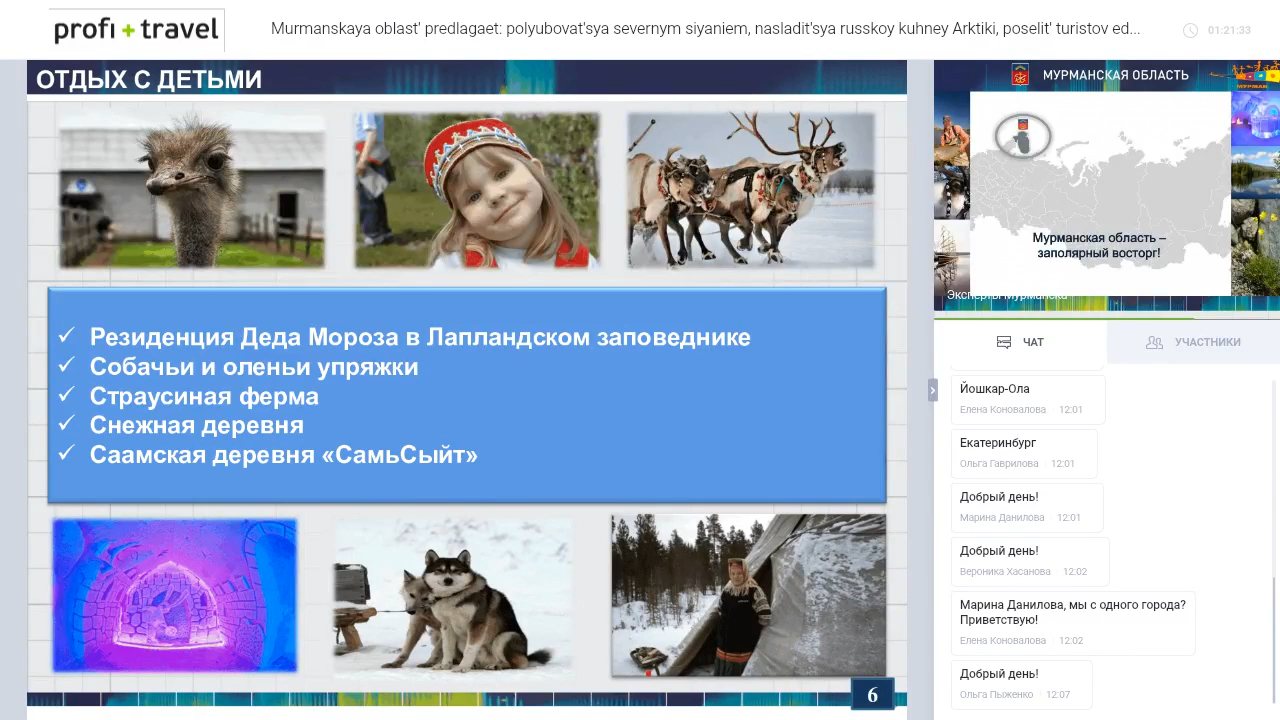 profi + travel
Murmanskaya oblast' predlagaet: polyubovat'sya severnym siyaniem, nasladit'sya russkoy kuhney Arktiki, poselit' turistov ed...
01:21:33
ОТДЫХ С ДЕТЬМИ
Резиденция Деда Мороза в Лапландском заповеднике
Собачьи и оленьи упряжки
Страусиная ферма
Снежная деревня
Саамская деревня «СамьСыйт»
6
МУРМАНСКАЯ ОБЛАСТЬ
МУРМАН
Мурманская область –
заполярный восторг!
Эксперты Мурманска
ЧАТ
УЧАСТНИКИ
Йошкар-Ола
Елена Коновалова 12:01
Екатеринбург
Ольга Гаврилова 12:01
Добрый день!
Марина Данилова 12:01
Добрый день!
Вероника Хасанова 12:02
Марина Данилова, мы с одного города?
Приветствую!
Елена Коновалова 12:02
Добрый день!
Ольга Пыженко 12:07